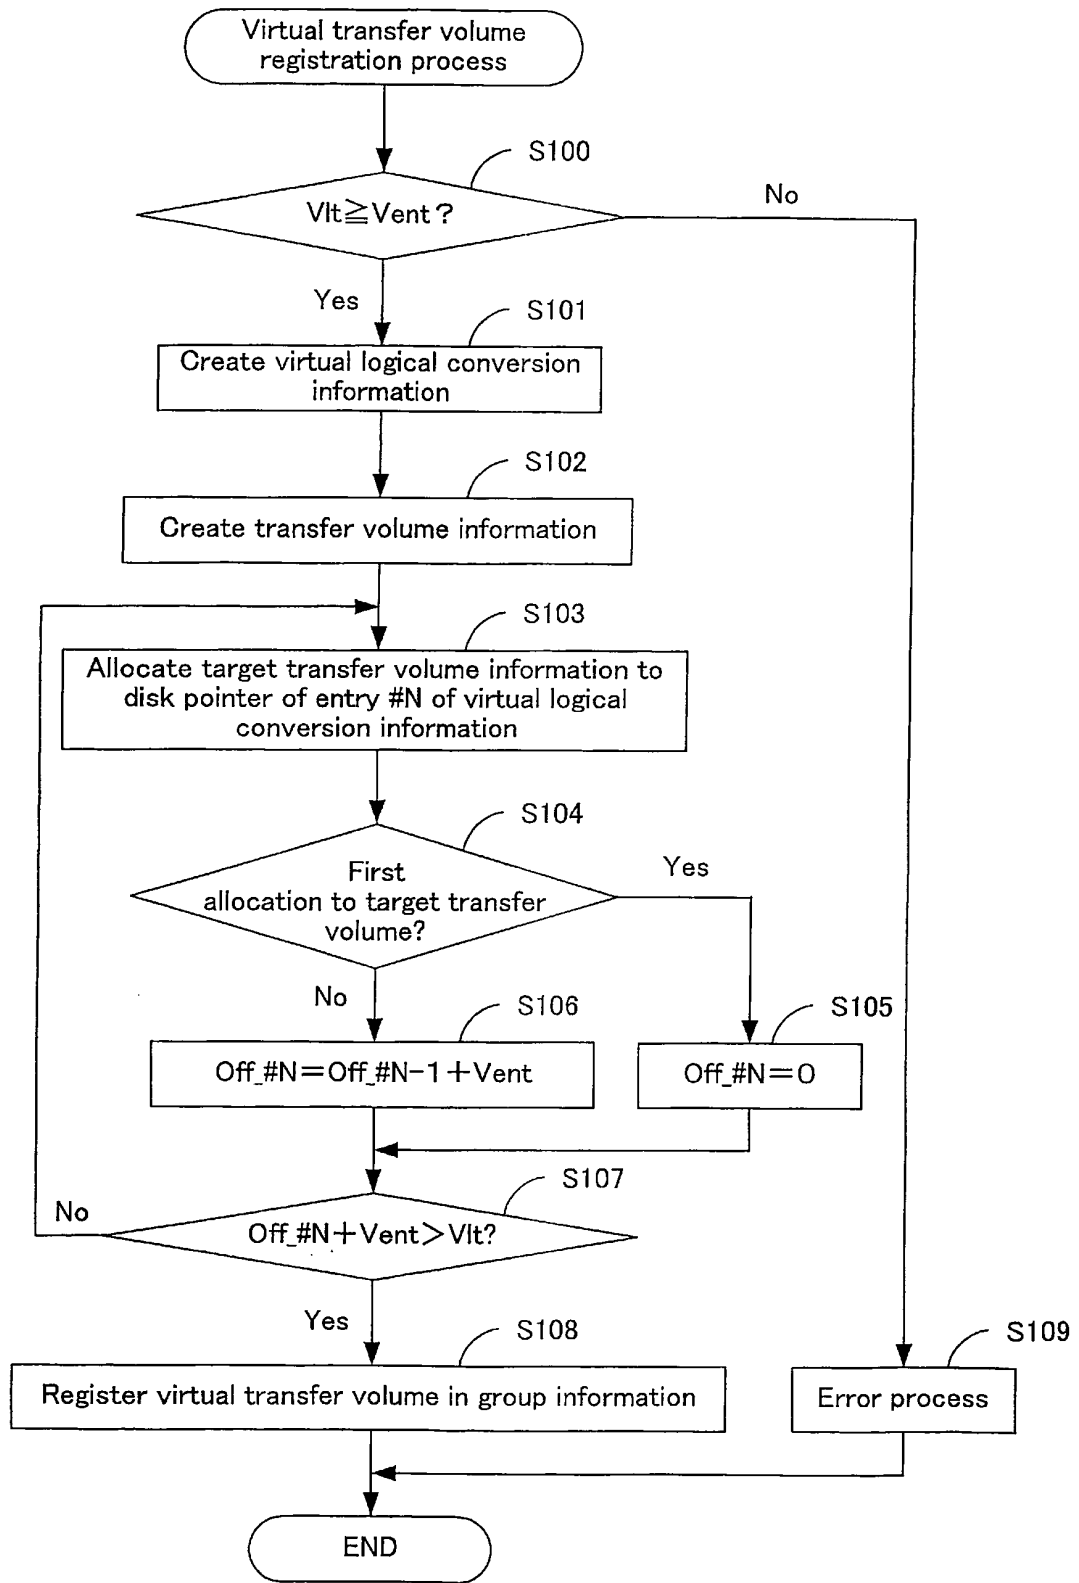 Virtual transfer volume
registration process
S100
Vlt≧Vent?
No
Yes
S101
Create virtual logical conversion
information
S102
Create transfer volume information
S103
Allocate target transfer volume information to
disk pointer of entry #N of virtual logical
conversion information
S104
First
allocation to target transfer
volume?
Yes
No
S106
S105
Off_#N=Off_#N-1+Vent
Off_#N=0
S107
No
Off_#N+Vent>Vlt?
Yes
S108
S109
Register virtual transfer volume in group information
Error process
END